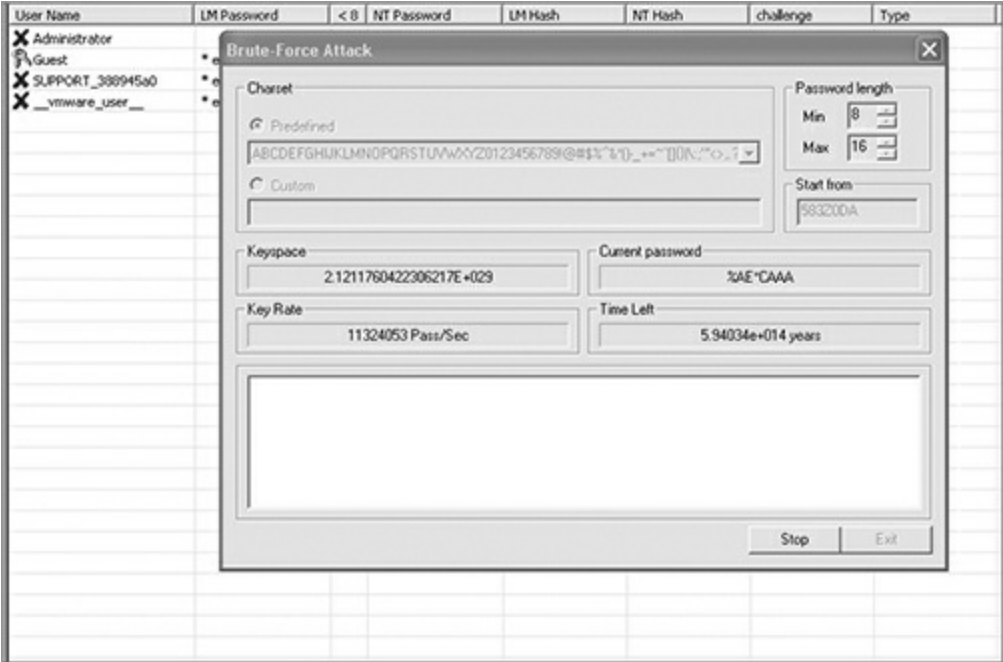 User Name LM Password < 8 NT Password LM Hash NT Hash challenge Type
Administrator
Guest * e
SUPPORT_388945a0 * e
__vmware_user__ * e
Brute-Force Attack
Charset
Predefined
Custom
Password length
Min 8
Max 16
Start from
583Z0DA
Keyspace
2.1211760422306217E+029
Current password
%AE*CAAA
Key Rate
11324053 Pass/Sec
Time Left
5.94034e+014 years
Stop Exit